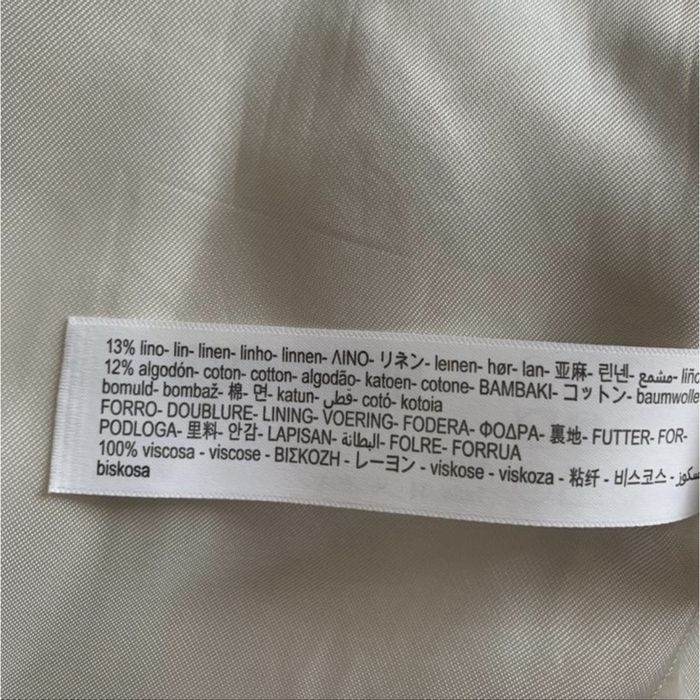 13% lino- lin- linen- linho- linnen- ΛΙΝΟ- リネン- leınen- hør- lan- 亜麻- 린넨- مشمع- liño
12% algodón- coton- cotton- algodão- katoen- cotone- BAMBAKI- コットン- baumwolle
bomuld- bombaž- 棉- 면- katun- قطن- cotó- kotoia
FORRO- DOUBLURE- LINING- VOERING- FODERA- ΦΟΔΡΑ- 裏地- FUTTER- FOR-
PODLOGA- 里料- 안감- LAPISAN- البطانة- FOLRE- FORRUA
100% viscosa - viscose - ΒΙΣΚΟΖΗ - レーヨン - viskose - viskoza - 粘纤 - 비스코스 -
biskosa